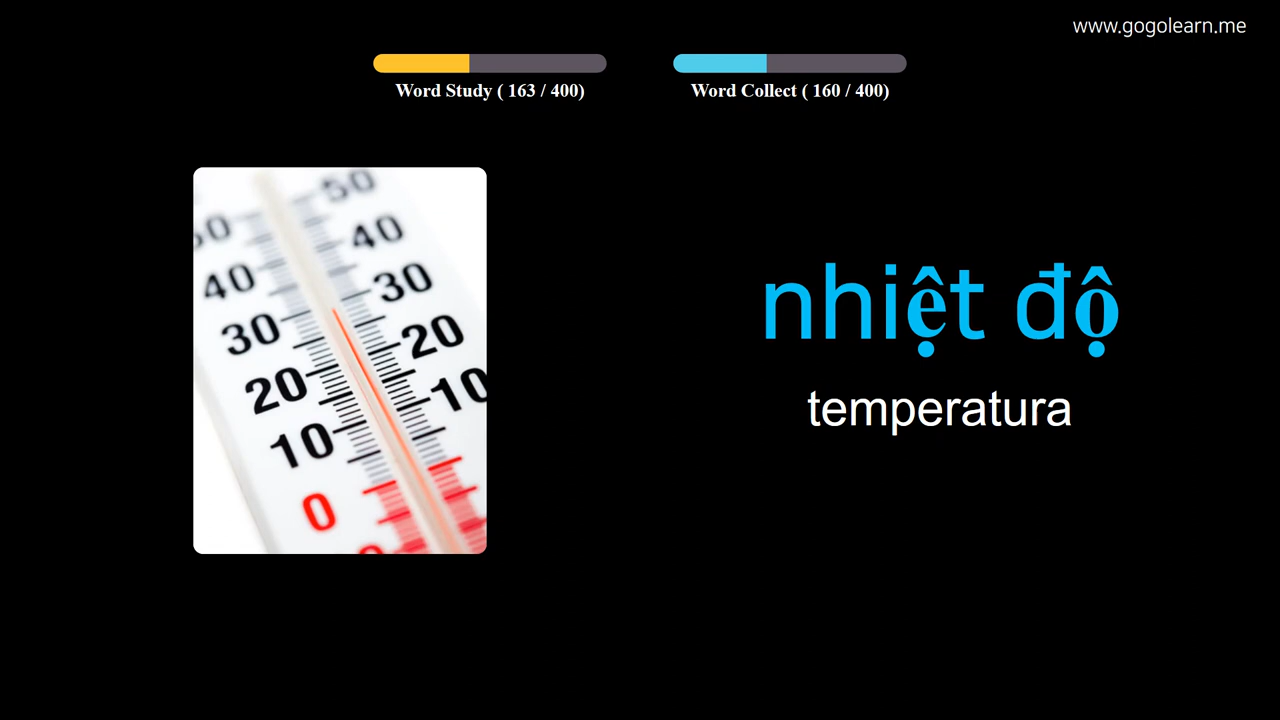 www.gogolearn.me
Word Study ( 163 / 400)
Word Collect ( 160 / 400)
50
40
30
20
10
40
30
20
10
0
nhiệt độ
temperatura